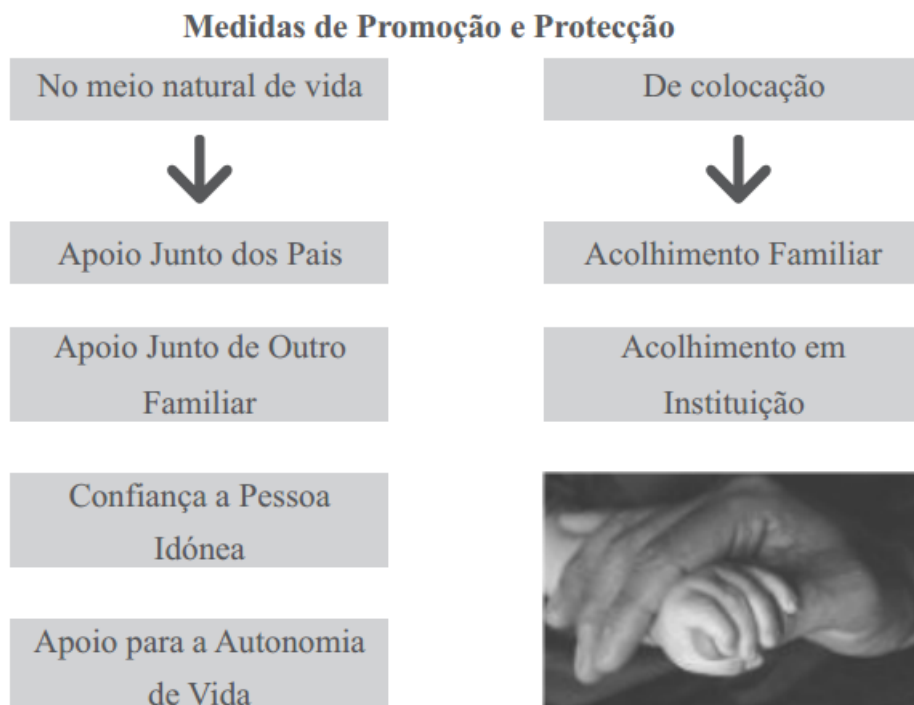 Medidas de Promoção e Protecção
No meio natural de vida
De colocação
Apoio Junto dos Pais
Acolhimento Familiar
Apoio Junto de Outro
Familiar
Acolhimento em
Instituição
Confiança a Pessoa
Idónea
Apoio para a Autonomia
de Vida